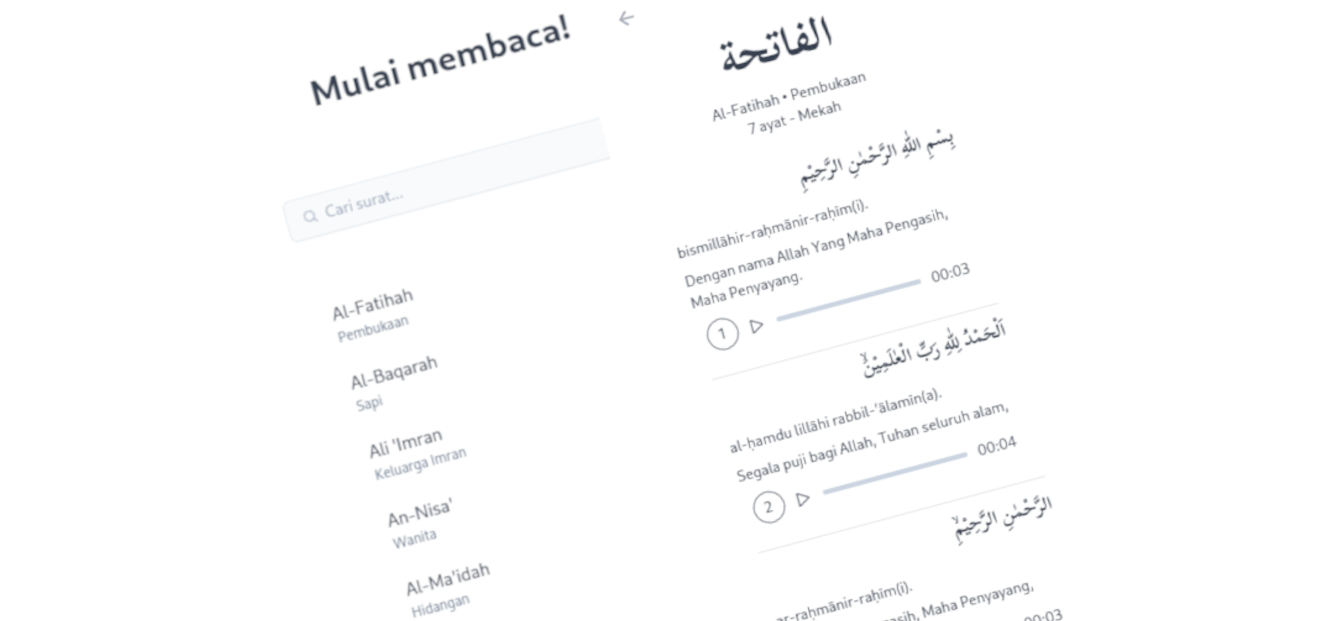 Mulai membaca!
Cari surat...
Al-Fatihah
Pembukaan
Al-Baqarah
Sapi
Ali 'Imran
Keluarga Imran
An-Nisa'
Wanita
Al-Ma'idah
Hidangan
الفاتحة
Al-Fatihah • Pembukaan
7 ayat - Mekah
بِسْمِ اللّٰهِ الرَّحْمٰنِ الرَّحِيْمِ
bismillāhir-raḥmānir-raḥīm(i).
Dengan nama Allah Yang Maha Pengasih,
Maha Penyayang.
1 00:03
اَلْحَمْدُ لِلّٰهِ رَبِّ الْعٰلَمِيْنَۙ
al-ḥamdu lillāhi rabbil-'ālamīn(a).
Segala puji bagi Allah, Tuhan seluruh alam,
2 00:04
الرَّحْمٰنِ الرَّحِيْمِۙ
ar-raḥmānir-raḥīm(i).
asih, Maha Penyayang,
00:03